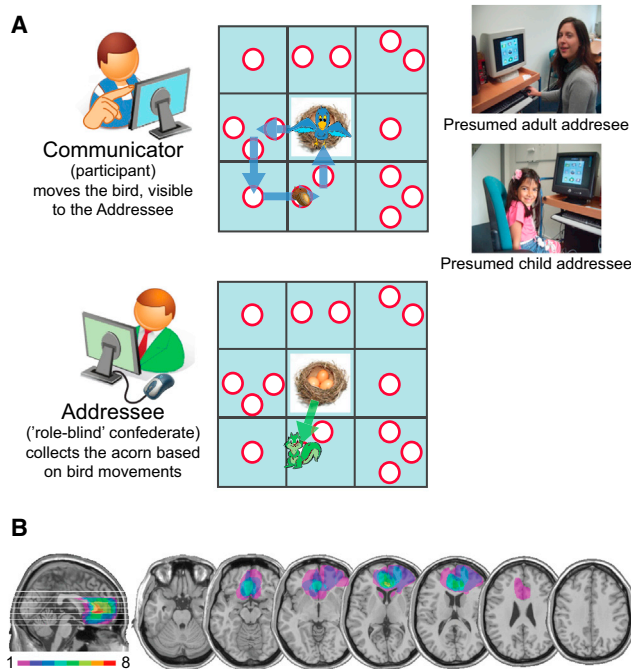 A
Communicator
(participant)
moves the bird, visible
to the Addressee
Presumed adult addresee
Presumed child addressee
Addressee
('role-blind' confederate)
collects the acorn based
on bird movements
B
1
8